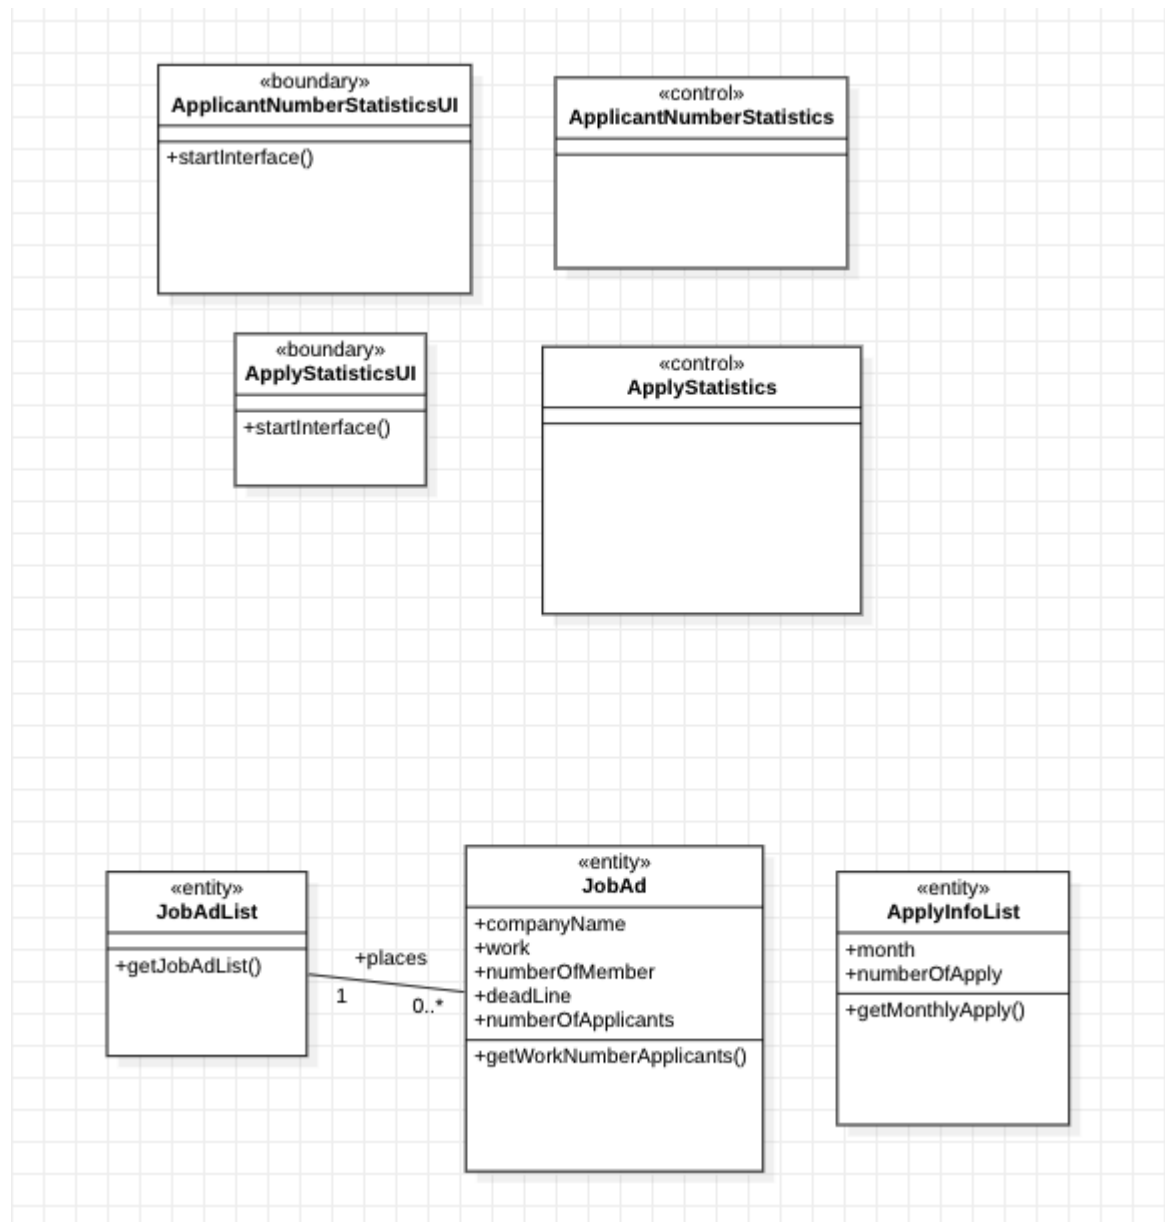 «boundary»
ApplicantNumberStatisticsUI
+startInterface()
«control»
ApplicantNumberStatistics
«boundary»
ApplyStatisticsUI
+startInterface()
«control»
ApplyStatistics
«entity»
JobAdList
+getJobAdList()
+places
1
0..*
«entity»
JobAd
+companyName
+work
+numberOfMember
+deadLine
+numberOfApplicants
+getWorkNumberApplicants()
«entity»
ApplyInfoList
+month
+numberOfApply
+getMonthlyApply()